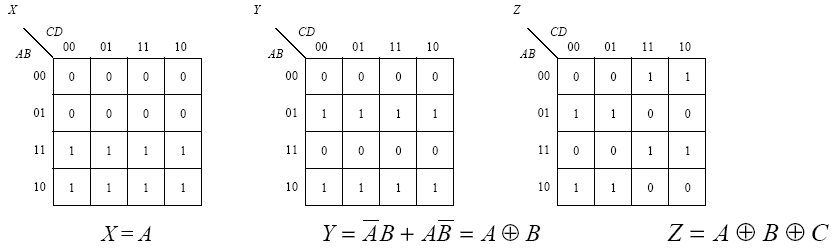 X Y Z
CD CD CD
AB 00 01 11 10 AB 00 01 11 10 AB 00 01 11 10
00 0 0 0 0 00 0 0 0 0 00 0 0 1 1
01 0 0 0 0 01 1 1 1 1 01 1 1 0 0
11 1 1 1 1 11 0 0 0 0 11 0 0 1 1
10 1 1 1 1 10 1 1 1 1 10 1 1 0 0
X = A Y = A̅B + AB̅ = A ⊕ B Z = A ⊕ B ⊕ C